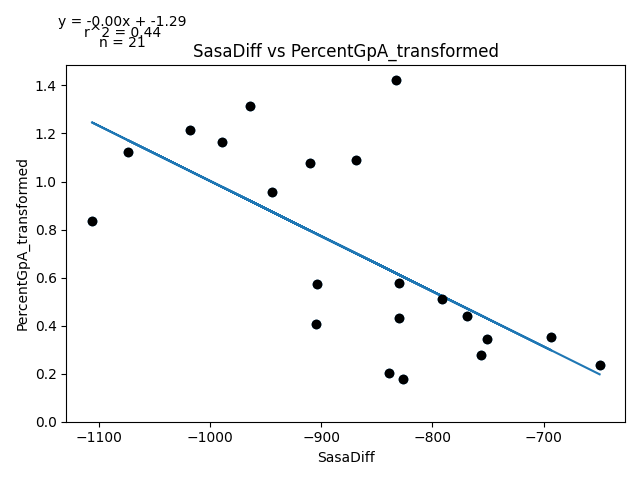 y = -0.00x + -1.29
r^2 = 0.44
n = 21
SasaDiff vs PercentGpA_transformed
1.4
1.2
1.0
0.8
0.6
0.4
0.2
0.0
PercentGpA_transformed
−1100 −1000 −900 −800 −700
SasaDiff